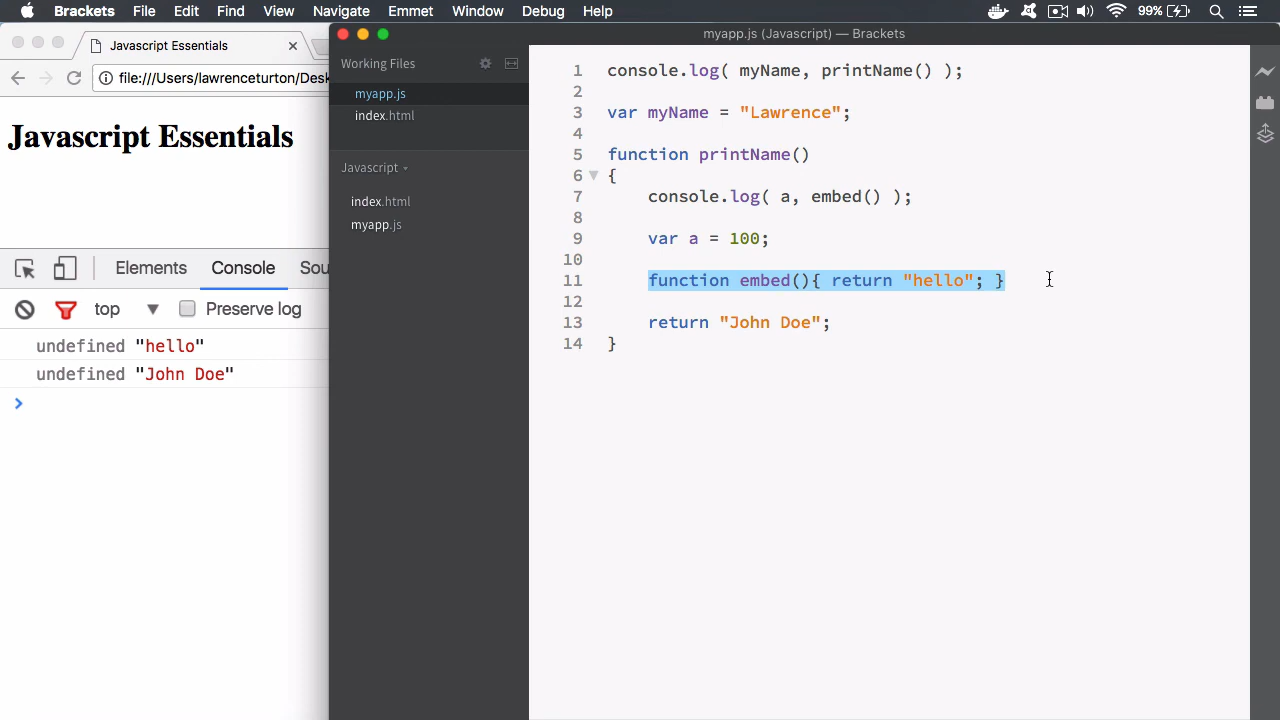 Brackets File Edit Find View Navigate Emmet Window Debug Help 99%
Javascript Essentials
file:///Users/lawrenceturton/Desk
Javascript Essentials
Elements Console Sou
top Preserve log
undefined "hello"
undefined "John Doe"
>
myapp.js (Javascript) — Brackets
Working Files
myapp.js
index.html
Javascript
index.html
myapp.js
1 console.log( myName, printName() );
2
3 var myName = "Lawrence";
4
5 function printName()
6 {
7 console.log( a, embed() );
8
9 var a = 100;
10
11 function embed(){ return "hello"; }
12
13 return "John Doe";
14 }